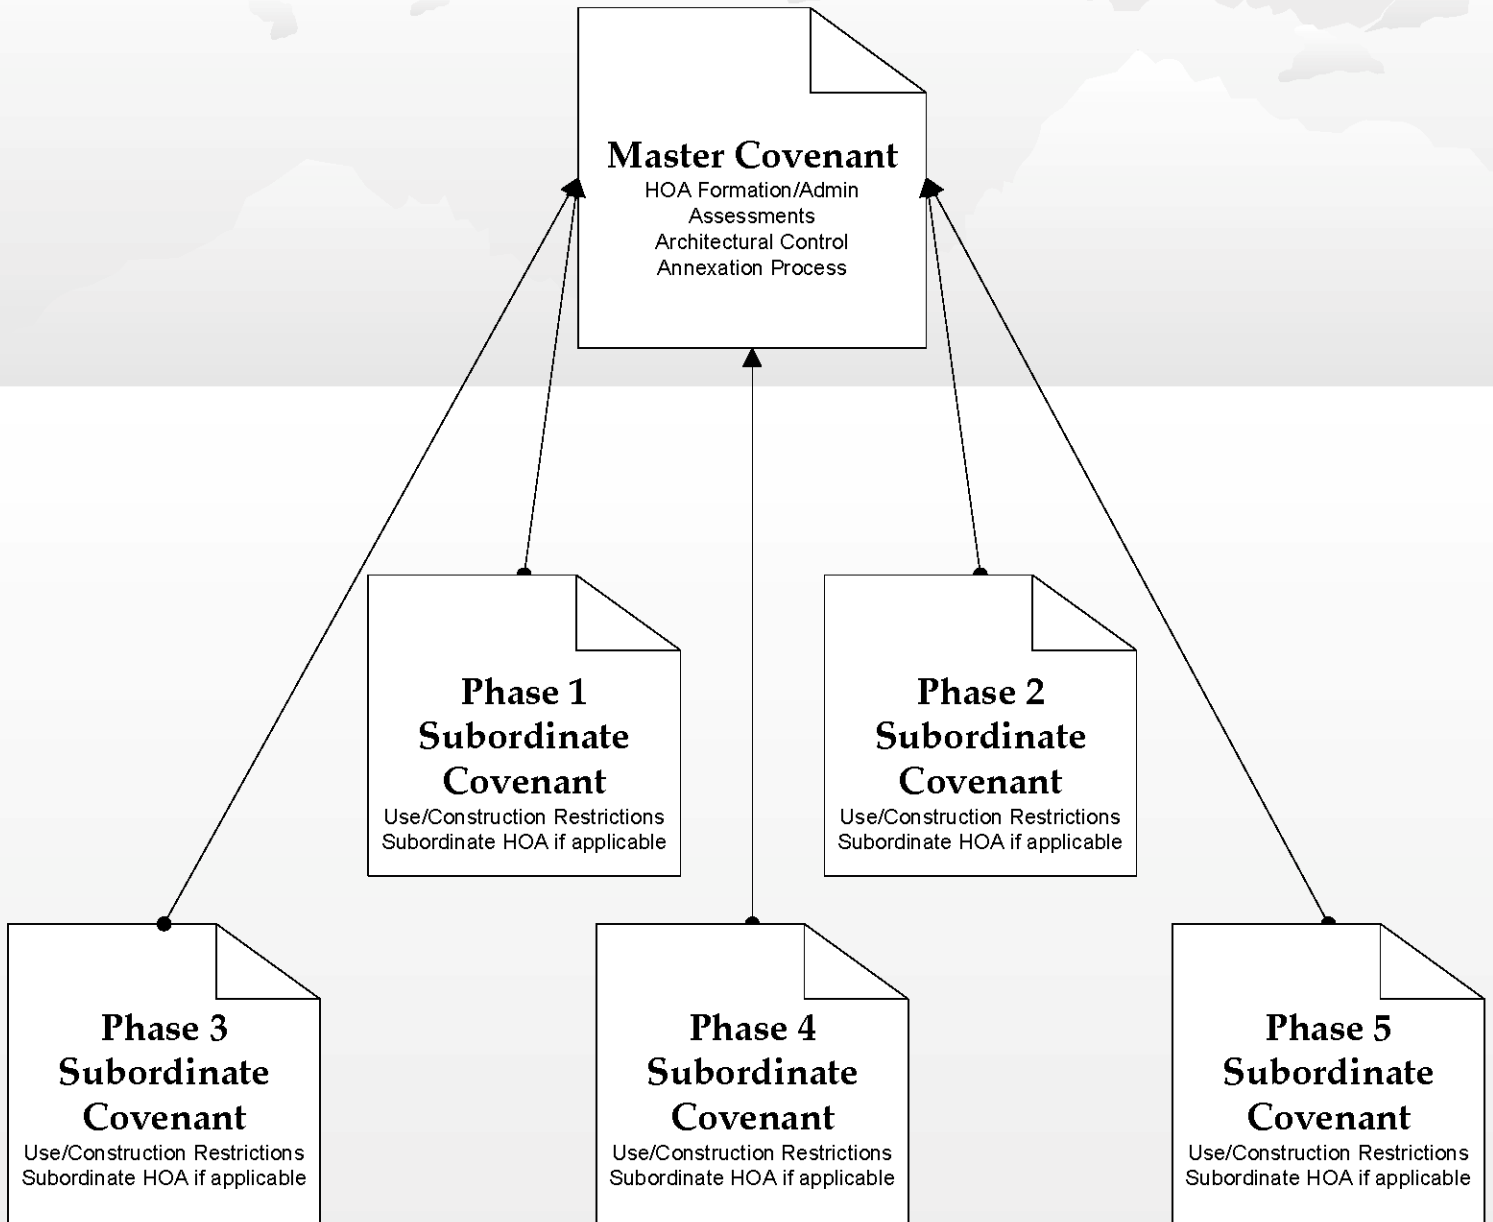 Master Covenant
HOA Formation/Admin
Assessments
Architectural Control
Annexation Process
Phase 1
Subordinate
Covenant
Use/Construction Restrictions
Subordinate HOA if applicable
Phase 2
Subordinate
Covenant
Use/Construction Restrictions
Subordinate HOA if applicable
Phase 3
Subordinate
Covenant
Use/Construction Restrictions
Subordinate HOA if applicable
Phase 4
Subordinate
Covenant
Use/Construction Restrictions
Subordinate HOA if applicable
Phase 5
Subordinate
Covenant
Use/Construction Restrictions
Subordinate HOA if applicable